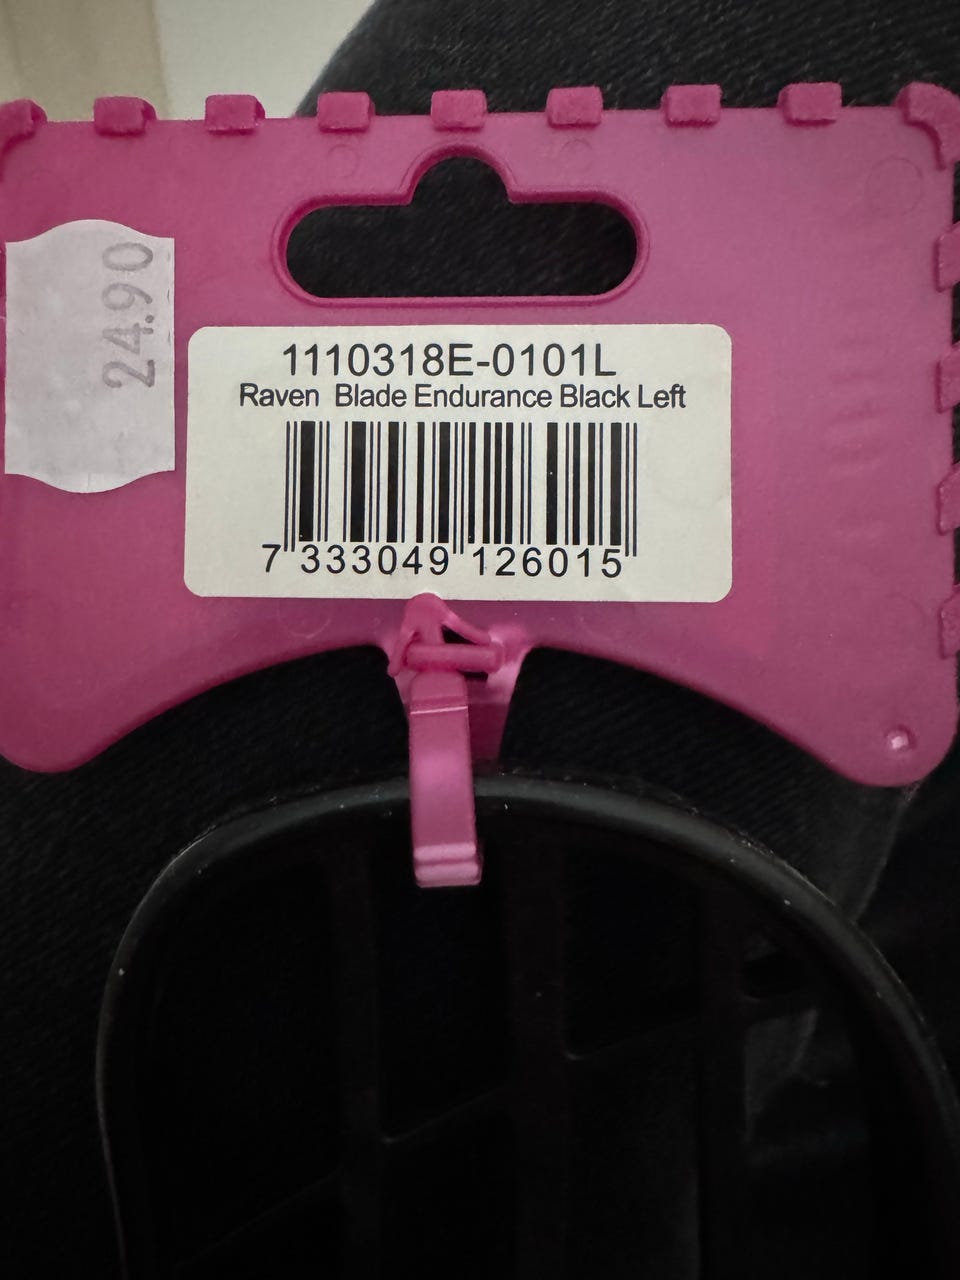 24.90
1110318E-0101L
Raven Blade Endurance Black Left
7 333049 126015